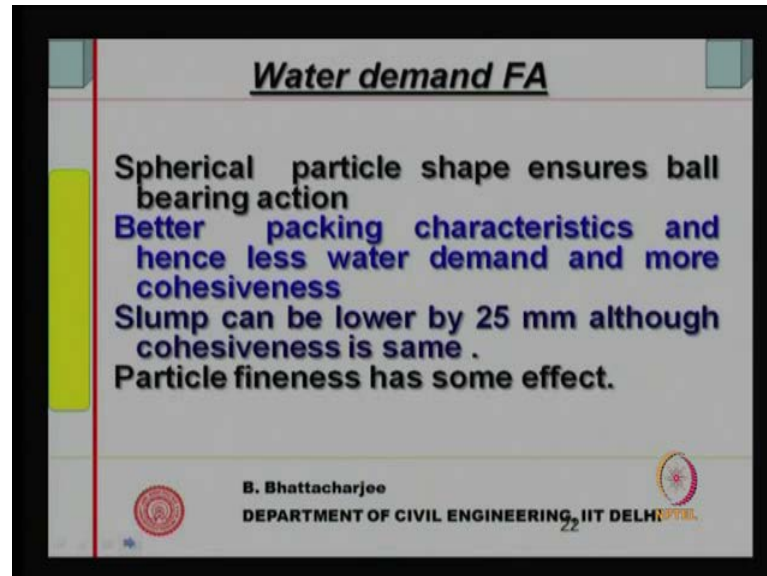 Water demand FA
Spherical particle shape ensures ball
bearing action
Better packing characteristics and
hence less water demand and more
cohesiveness
Slump can be lower by 25 mm although
cohesiveness is same .
Particle fineness has some effect.
B. Bhattacharjee
DEPARTMENT OF CIVIL ENGINEERING, IIT DELHI
22
NPTEL